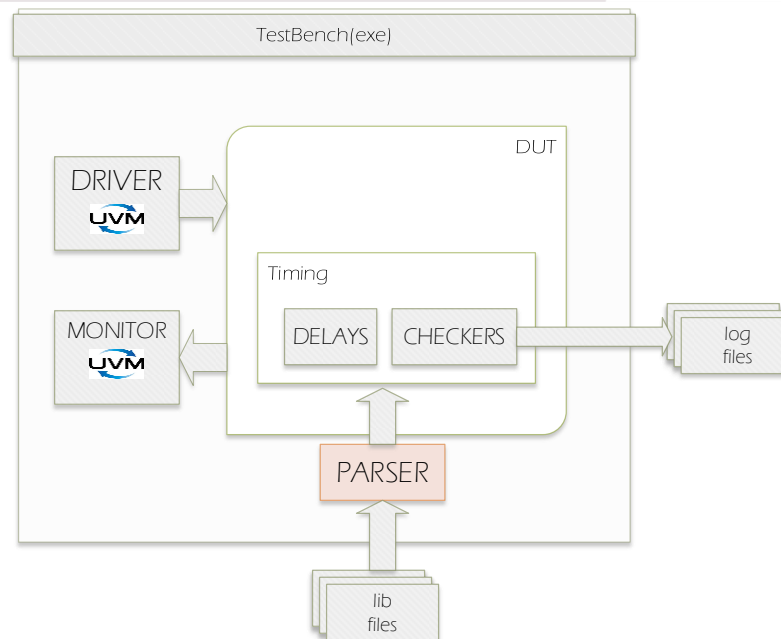 TestBench(exe)
DUT
DRIVER
UVM
Timing
MONITOR
UVM
DELAYS
CHECKERS
log
files
PARSER
lib
files